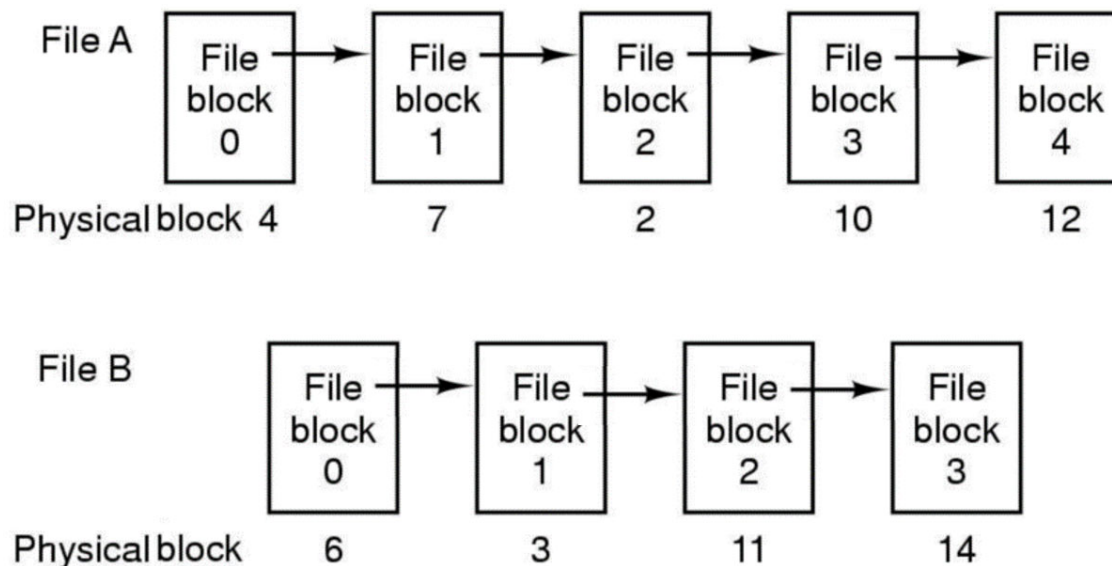 File A
File block 0
File block 1
File block 2
File block 3
File block 4
Physical block 4 7 2 10 12
File B
File block 0
File block 1
File block 2
File block 3
Physical block 6 3 11 14